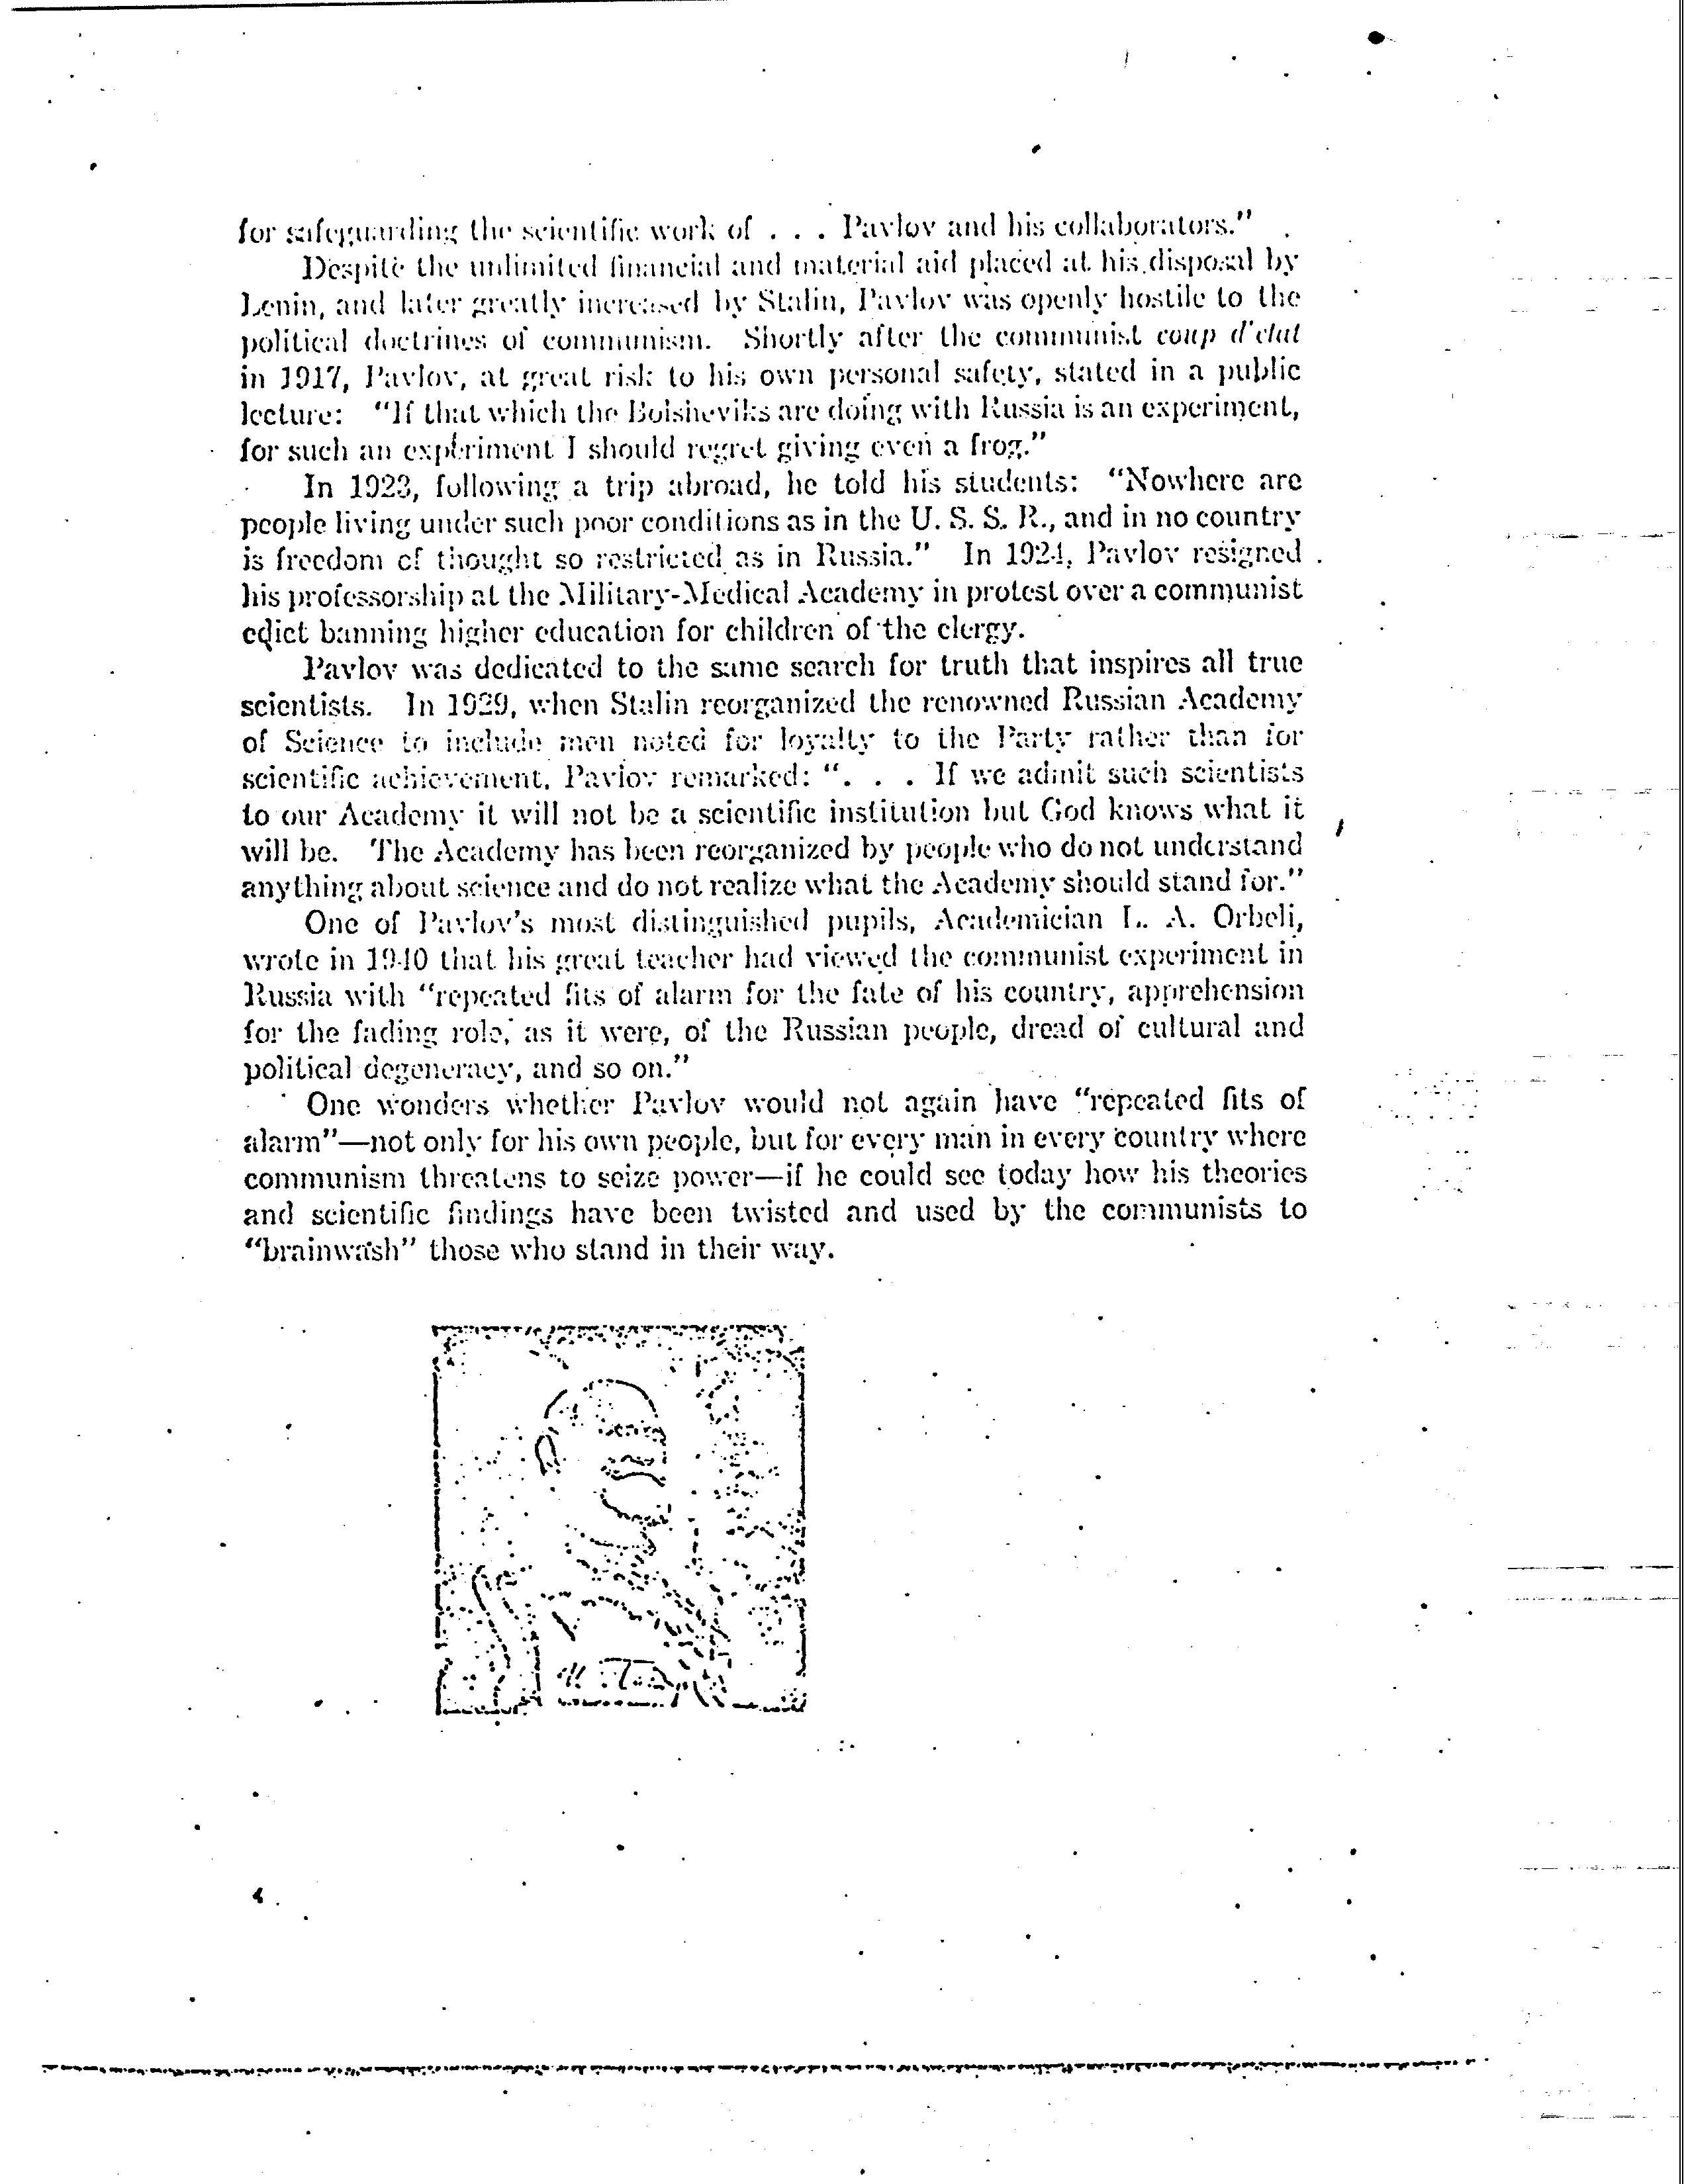 for safeguarding the scientific work of . . . Pavlov and his collaborators."
Despite the unlimited financial and material aid placed at his disposal by
Lenin, and later greatly increased by Stalin, Pavlov was openly hostile to the
political doctrines of communism. Shortly after the communist coup d'etat
in 1917, Pavlov, at great risk to his own personal safety, stated in a public
lecture: "If that which the Bolsheviks are doing with Russia is an experiment,
for such an experiment I should regret giving even a frog."
In 1923, following a trip abroad, he told his students: "Nowhere are
people living under such poor conditions as in the U. S. S. R., and in no country
is freedom of thought so restricted as in Russia." In 1924, Pavlov resigned
his professorship at the Military-Medical Academy in protest over a communist
edict banning higher education for children of the clergy.
Pavlov was dedicated to the same search for truth that inspires all true
scientists. In 1929, when Stalin reorganized the renowned Russian Academy
of Science to include men noted for loyalty to the Party rather than for
scientific achievement, Pavlov remarked: ". . . If we admit such scientists
to our Academy it will not be a scientific institution but God knows what it
will be. The Academy has been reorganized by people who do not understand
anything about science and do not realize what the Academy should stand for."
One of Pavlov's most distinguished pupils, Academician L. A. Orbeli,
wrote in 1940 that his great teacher had viewed the communist experiment in
Russia with "repeated fits of alarm for the fate of his country, apprehension
for the fading role, as it were, of the Russian people, dread of cultural and
political degeneracy, and so on."
One wonders whether Pavlov would not again have "repeated fits of
alarm"—not only for his own people, but for every man in every country where
communism threatens to seize power—if he could see today how his theories
and scientific findings have been twisted and used by the communists to
"brainwash" those who stand in their way.
4